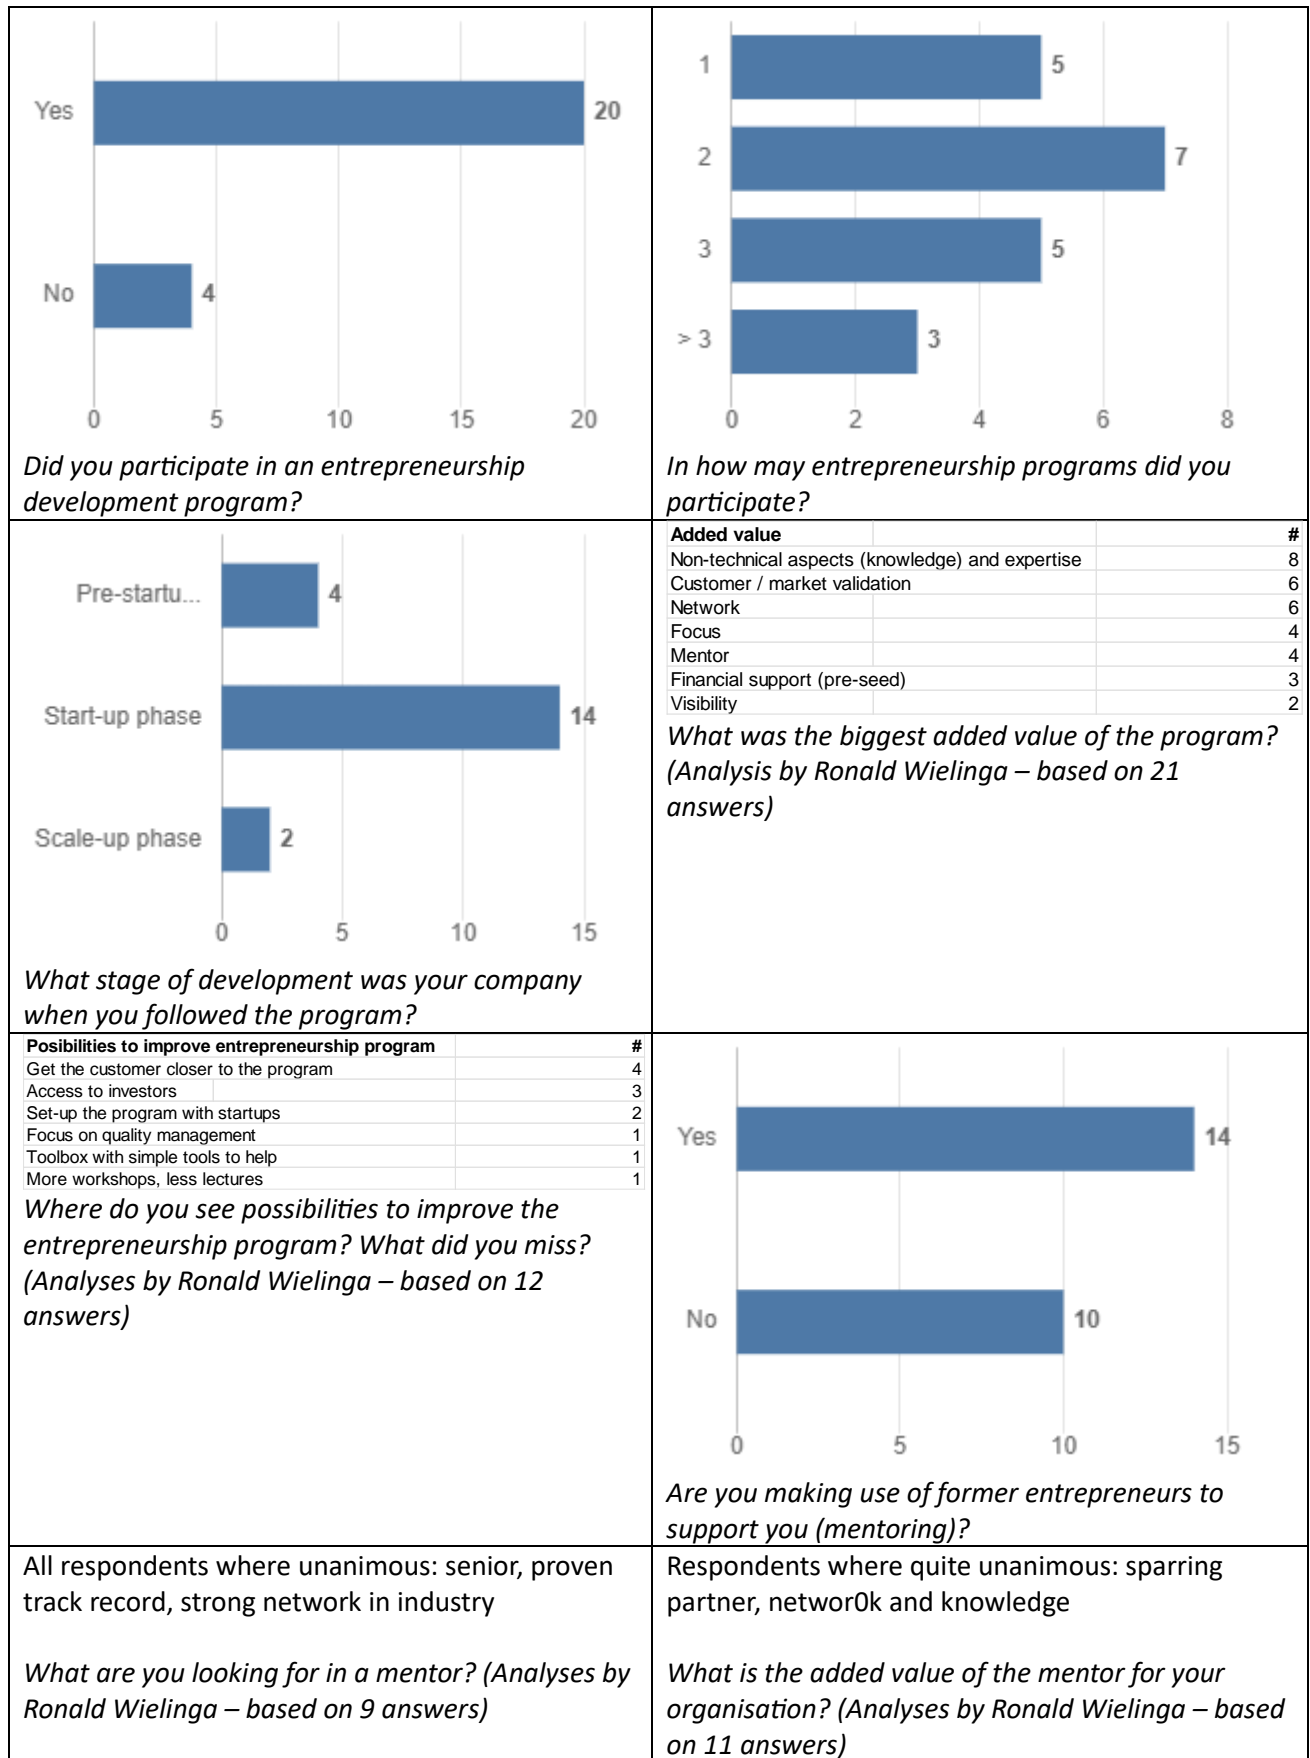 Yes
20
No
4
0 5 10 15 20
Did you participate in an entrepreneurship
development program?
1
5
2
7
3
5
> 3
3
0 2 4 6 8
In how may entrepreneurship programs did you
participate?
Pre-startu...
4
Start-up phase
14
Scale-up phase
2
0 5 10 15
What stage of development was your company
when you followed the program?
Added value #
Non-technical aspects (knowledge) and expertise 8
Customer / market validation 6
Network 6
Focus 4
Mentor 4
Financial support (pre-seed) 3
Visibility 2
What was the biggest added value of the program?
(Analysis by Ronald Wielinga – based on 21
answers)
Posibilities to improve entrepreneurship program #
Get the customer closer to the program 4
Access to investors 3
Set-up the program with startups 2
Focus on quality management 1
Toolbox with simple tools to help 1
More workshops, less lectures 1
Where do you see possibilities to improve the
entrepreneurship program? What did you miss?
(Analyses by Ronald Wielinga – based on 12
answers)
Yes
14
No
10
0 5 10 15
Are you making use of former entrepreneurs to
support you (mentoring)?
All respondents where unanimous: senior, proven
track record, strong network in industry
What are you looking for in a mentor? (Analyses by
Ronald Wielinga – based on 9 answers)
Respondents where quite unanimous: sparring
partner, networ0k and knowledge
What is the added value of the mentor for your
organisation? (Analyses by Ronald Wielinga – based
on 11 answers)